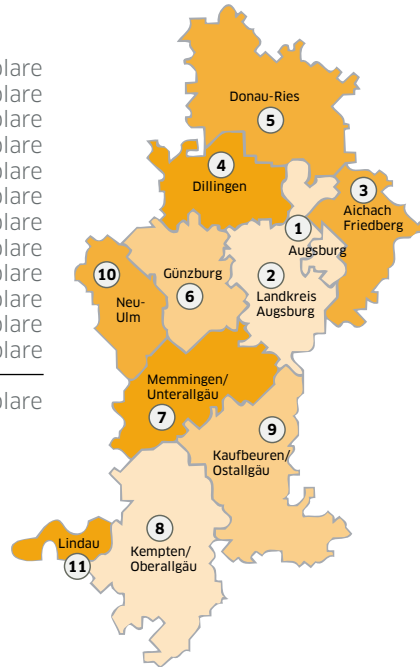 plare
plare
plare
plare
plare
plare
plare
plare
plare
plare
plare
plare
plare
Donau-Ries
5
4
Dillingen
3
Aichach
Friedberg
1
Augsburg
2
Landkreis
Augsburg
Günzburg
6
10
Neu-
Ulm
Memmingen/
Unterallgäu
7
9
Kaufbeuren/
Ostallgäu
8
Kempten/
Oberallgäu
Lindau
11